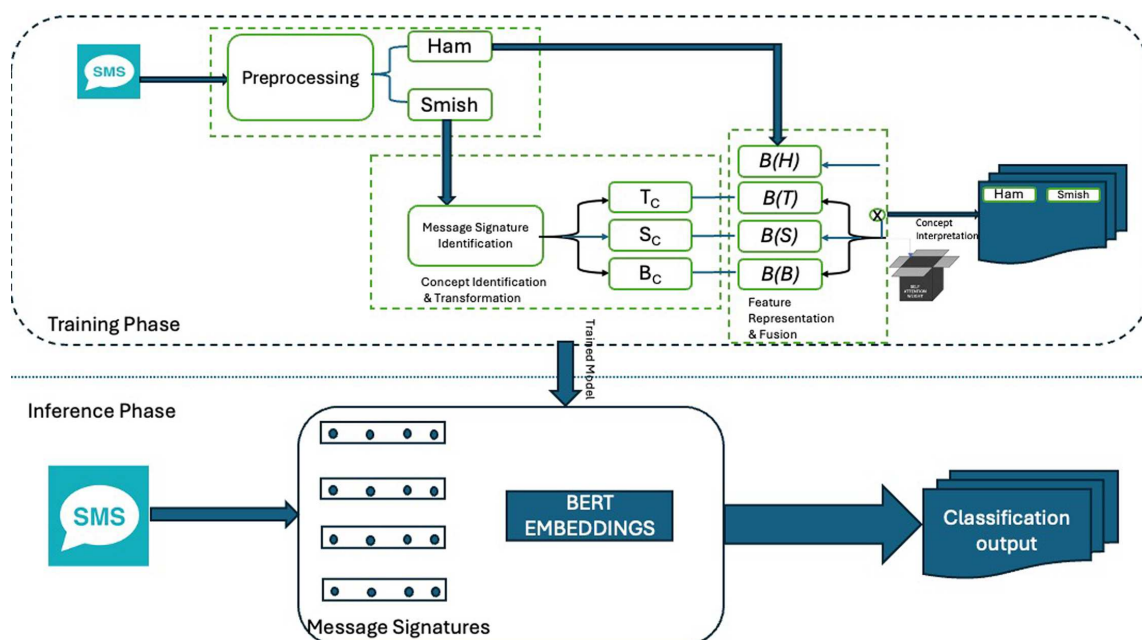 SMS
Preprocessing
Ham
Smish
Message Signature
Identification
Concept Identification
& Transformation
T_C
S_C
B_C
B(H)
B(T)
B(S)
B(B)
Feature
Representation
& Fusion
X
Concept
Interpretation
Ham
Smish
Training Phase
Trained Model
Inference Phase
SMS
BERT
EMBEDDINGS
Message Signatures
Classification
output